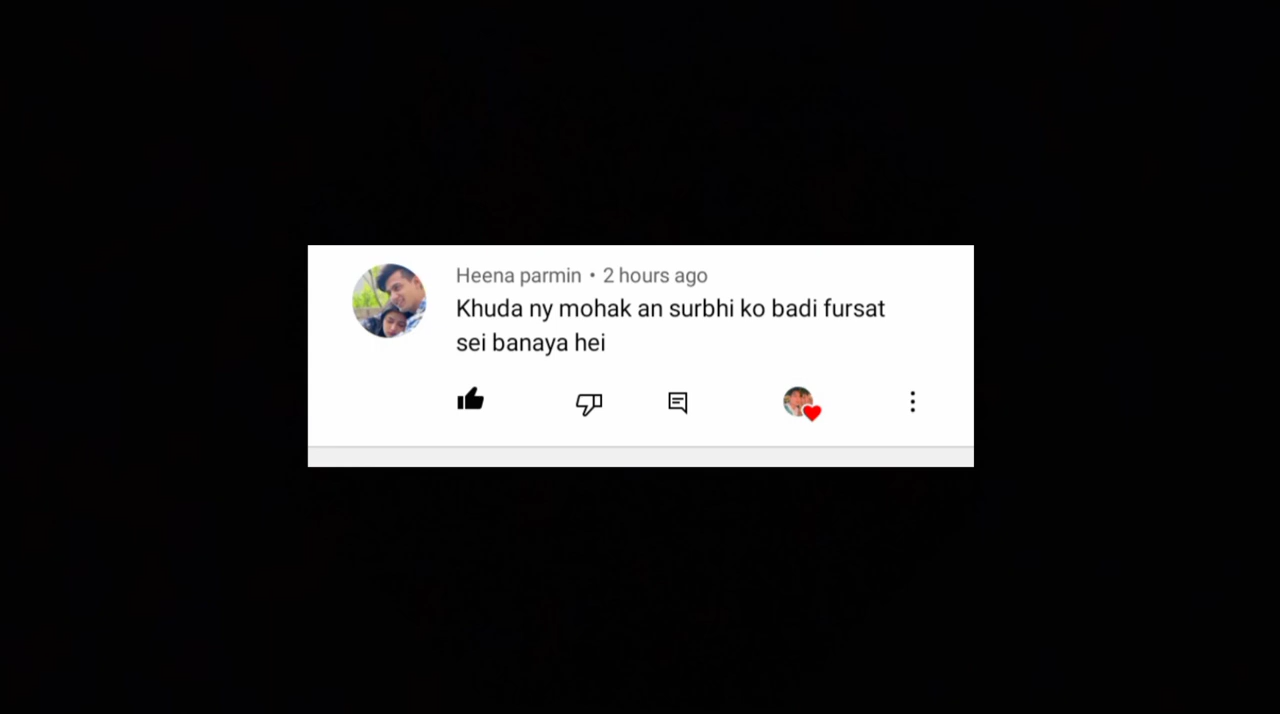 Heena parmin • 2 hours ago
Khuda ny mohak an surbhi ko badi fursat
sei banaya hei